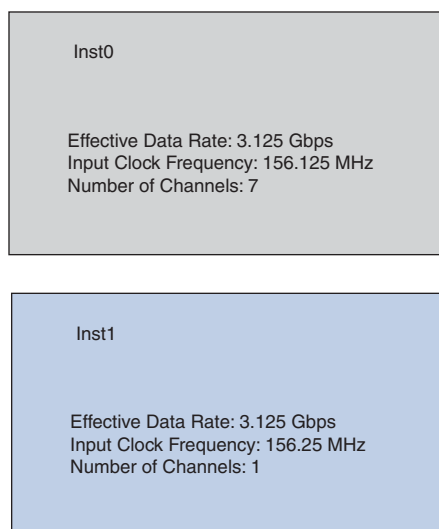 Inst0
Effective Data Rate: 3.125 Gbps
Input Clock Frequency: 156.125 MHz
Number of Channels: 7
Inst1
Effective Data Rate: 3.125 Gbps
Input Clock Frequency: 156.25 MHz
Number of Channels: 1